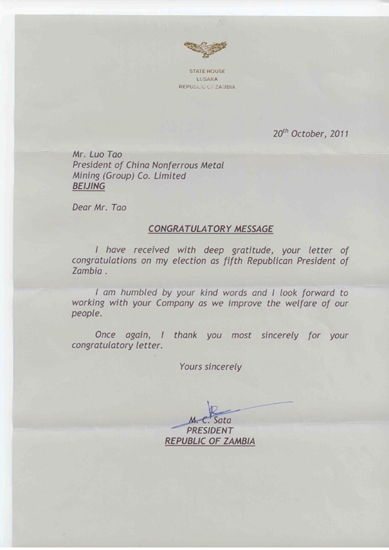 STATE HOUSE
LUSAKA
REPUBLIC OF ZAMBIA
20th October, 2011
Mr. Luo Tao
President of China Nonferrous Metal
Mining (Group) Co. Limited
BEIJING
Dear Mr. Tao
CONGRATULATORY MESSAGE
I have received with deep gratitude, your letter of
congratulations on my election as fifth Republican President of
Zambia .
I am humbled by your kind words and I look forward to
working with your Company as we improve the welfare of our
people.
Once again, I thank you most sincerely for your
congratulatory letter.
Yours sincerely
M. C. Sata
PRESIDENT
REPUBLIC OF ZAMBIA